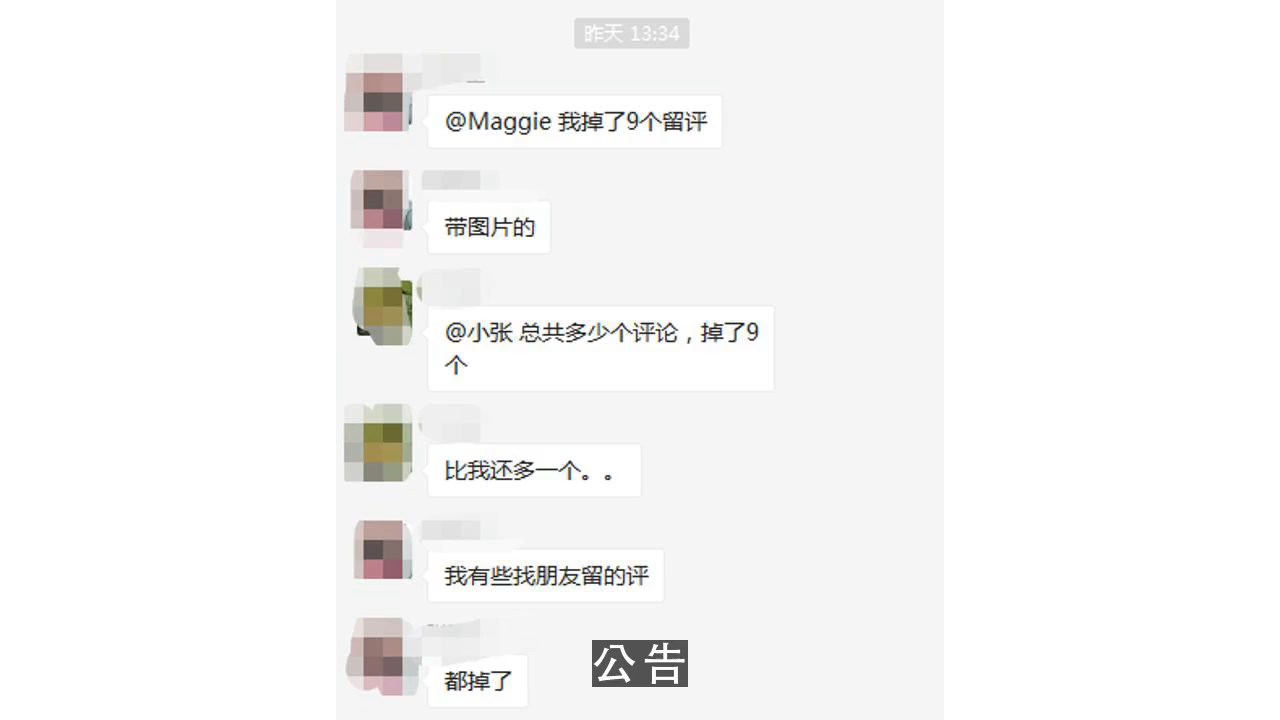 昨天 13:34
@Maggie 我掉了9个留评
带图片的
@小张 总共多少个评论，掉了9
个
比我还多一个。。
我有些找朋友留的评
都掉了
公告